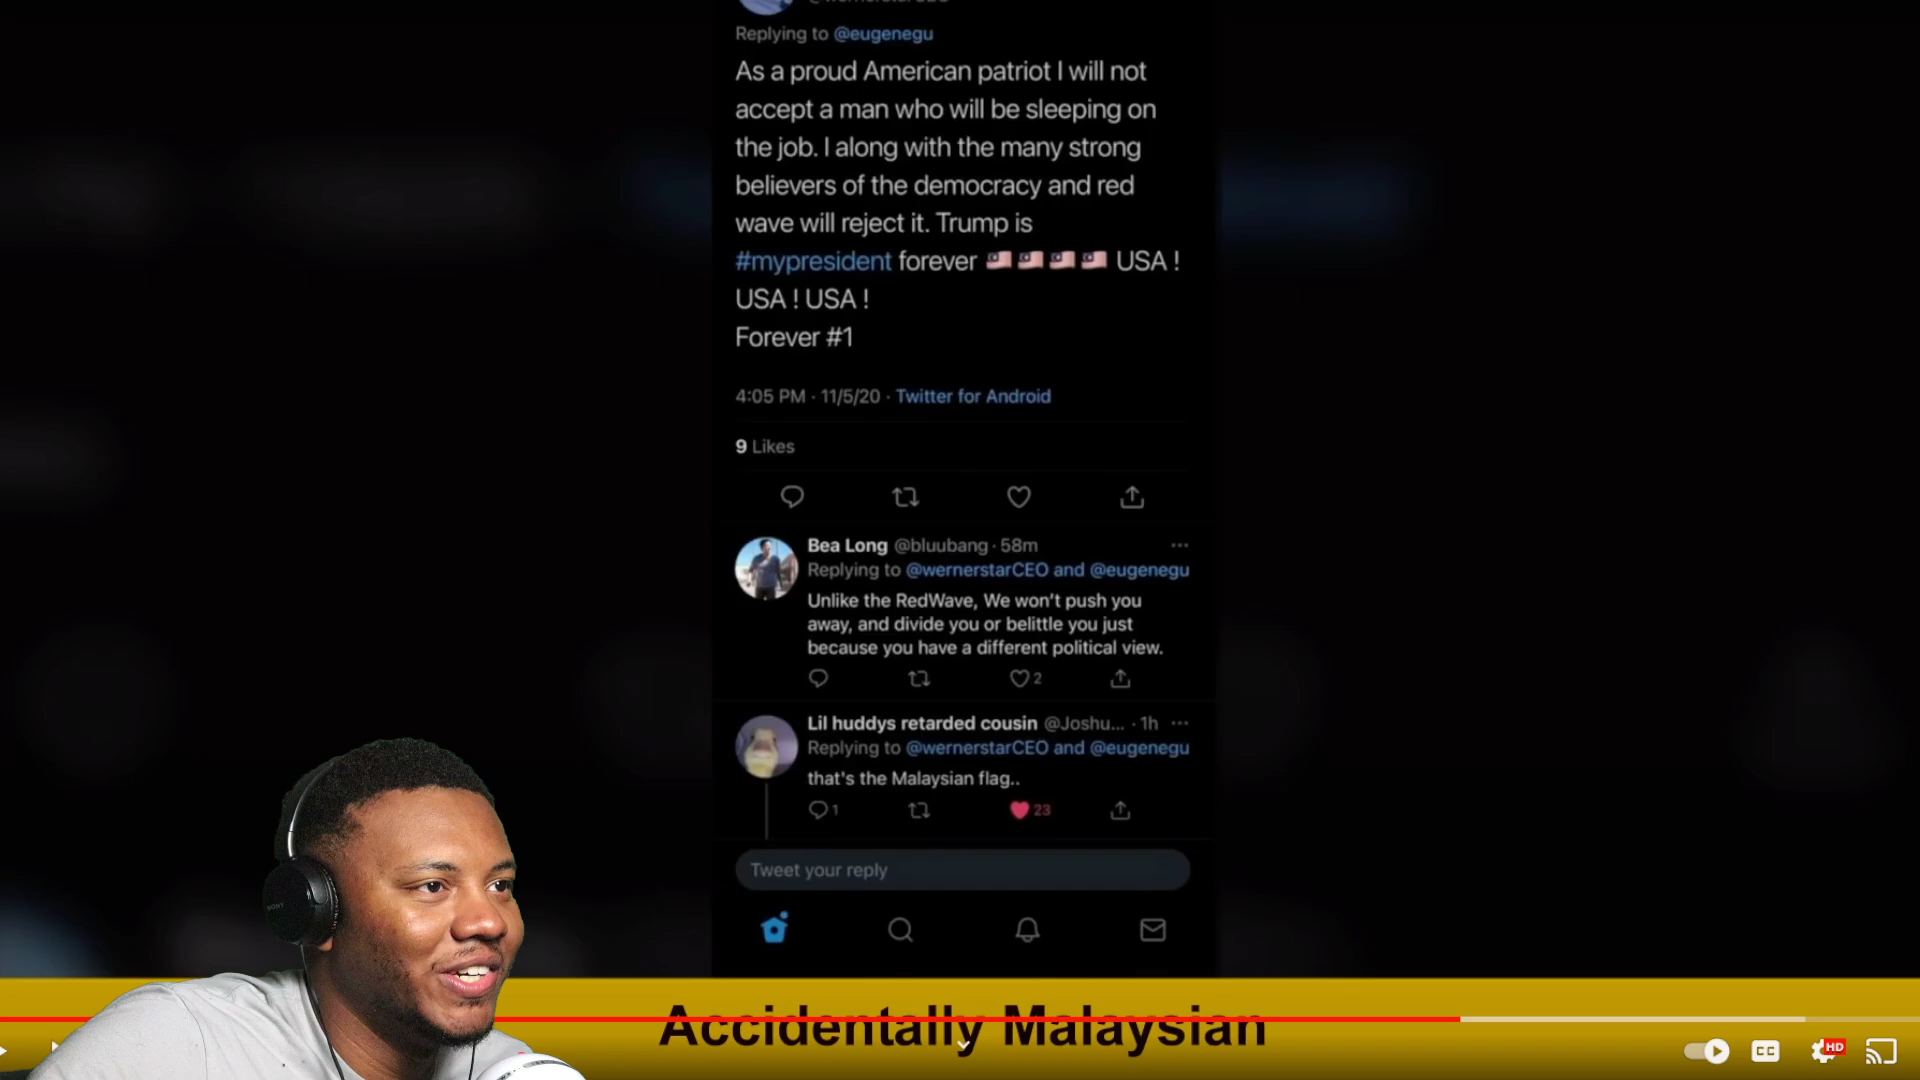 Replying to @eugenegu
As a proud American patriot I will not
accept a man who will be sleeping on
the job. I along with the many strong
believers of the democracy and red
wave will reject it. Trump is
#mypresident forever 🇲🇾🇲🇾🇲🇾🇲🇾 USA !
USA ! USA !
Forever #1
4:05 PM · 11/5/20 · Twitter for Android
9 Likes
Bea Long @bluubang · 58m
Replying to @wernerstarCEO and @eugenegu
Unlike the RedWave, We won't push you
away, and divide you or belittle you just
because you have a different political view.
2
Lil huddys retarded cousin @Joshu... · 1h
Replying to @wernerstarCEO and @eugenegu
that's the Malaysian flag..
1 23
Tweet your reply
SONY
Accidentally Malaysian
CC HD